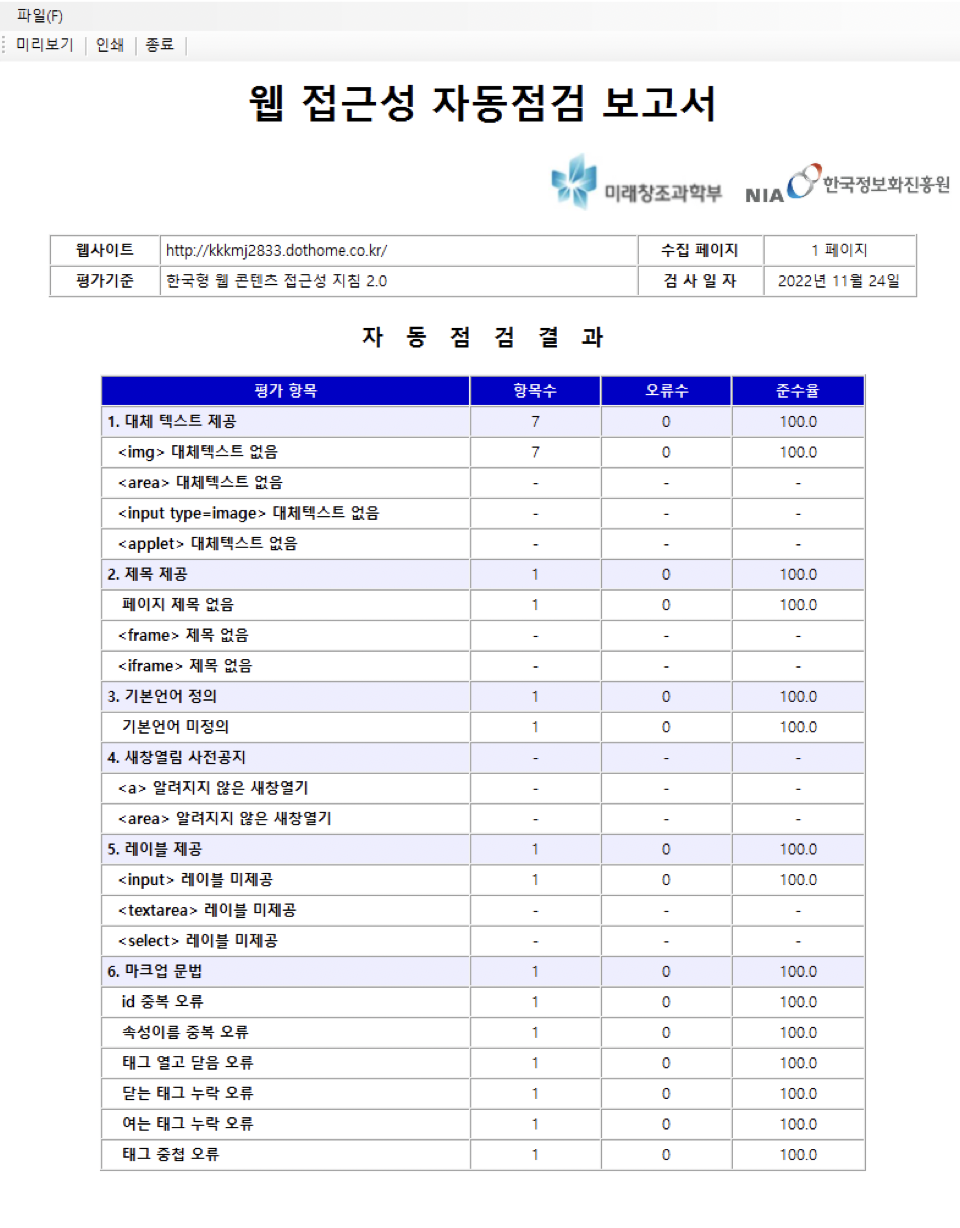 파일(F)
미리보기 인쇄 종료
웹 접근성 자동점검 보고서
미래창조과학부 NIA 한국정보화진흥원
웹사이트 http://kkkmj2833.dothome.co.kr/ 수집 페이지 1 페이지
평가기준 한국형 웹 콘텐츠 접근성 지침 2.0 검 사 일 자 2022년 11월 24일
자 동 점 검 결 과
평가 항목 항목수 오류수 준수율
1. 대체 텍스트 제공 7 0 100.0
<img> 대체텍스트 없음 7 0 100.0
<area> 대체텍스트 없음 - - -
<input type=image> 대체텍스트 없음 - - -
<applet> 대체텍스트 없음 - - -
2. 제목 제공 1 0 100.0
페이지 제목 없음 1 0 100.0
<frame> 제목 없음 - - -
<iframe> 제목 없음 - - -
3. 기본언어 정의 1 0 100.0
기본언어 미정의 1 0 100.0
4. 새창열림 사전공지 - - -
<a> 알려지지 않은 새창열기 - - -
<area> 알려지지 않은 새창열기 - - -
5. 레이블 제공 1 0 100.0
<input> 레이블 미제공 1 0 100.0
<textarea> 레이블 미제공 - - -
<select> 레이블 미제공 - - -
6. 마크업 문법 1 0 100.0
id 중복 오류 1 0 100.0
속성이름 중복 오류 1 0 100.0
태그 열고 닫음 오류 1 0 100.0
닫는 태그 누락 오류 1 0 100.0
여는 태그 누락 오류 1 0 100.0
태그 중첩 오류 1 0 100.0